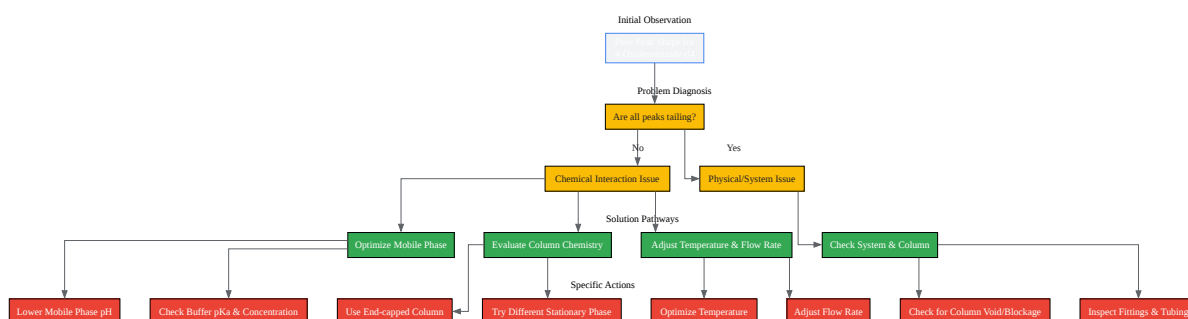 Initial Observation
Problem Diagnosis
Are all peaks tailing?
No
Yes
Chemical Interaction Issue
Physical/System Issue
Solution Pathways
Optimize Mobile Phase
Evaluate Column Chemistry
Adjust Temperature & Flow Rate
Check System & Column
Specific Actions
Lower Mobile Phase pH
Check Buffer pKa & Concentration
Use End-capped Column
Try Different Stationary Phase
Optimize Temperature
Adjust Flow Rate
Check for Column Void/Blockage
Inspect Fittings & Tubing